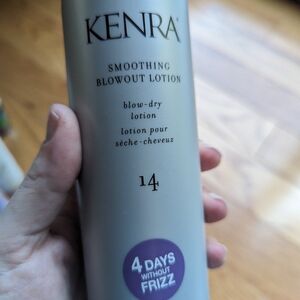 KENRA
SMOOTHING
BLOWOUT LOTION
blow-dry
lotion
lotion pour
sèche-cheveux
14
4 DAYS
WITHOUT
FRIZZ